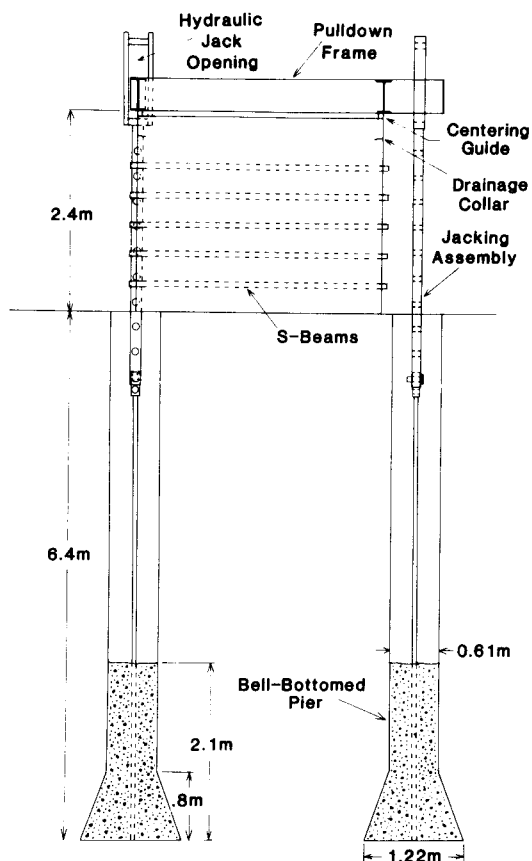 Hydraulic
Jack
Opening
Pulldown
Frame
Centering
Guide
Drainage
Collar
Jacking
Assembly
2.4m
S-Beams
6.4m
0.61m
Bell-Bottomed
Pier
2.1m
.8m
1.22m